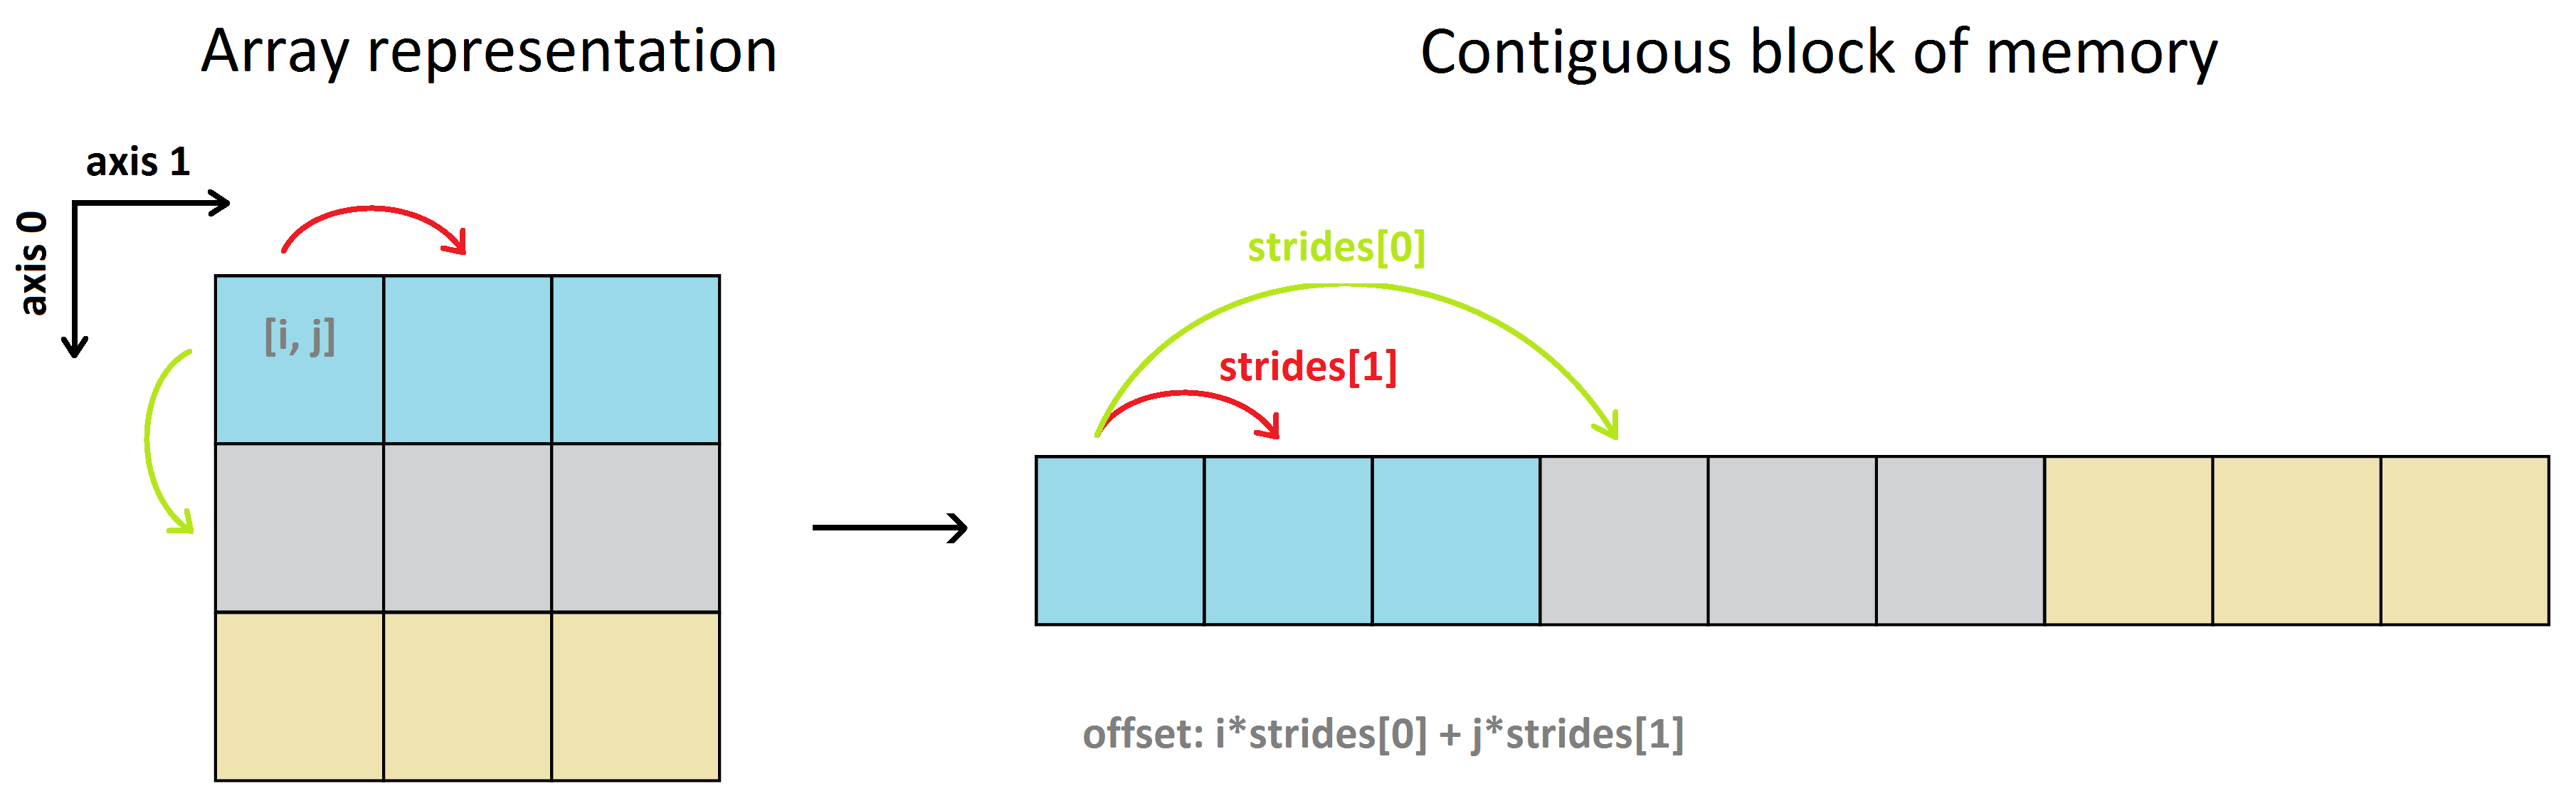 Array representation
Contiguous block of memory
axis 1
axis 0
[i, j]
strides[0]
strides[1]
offset: i*strides[0] + j*strides[1]